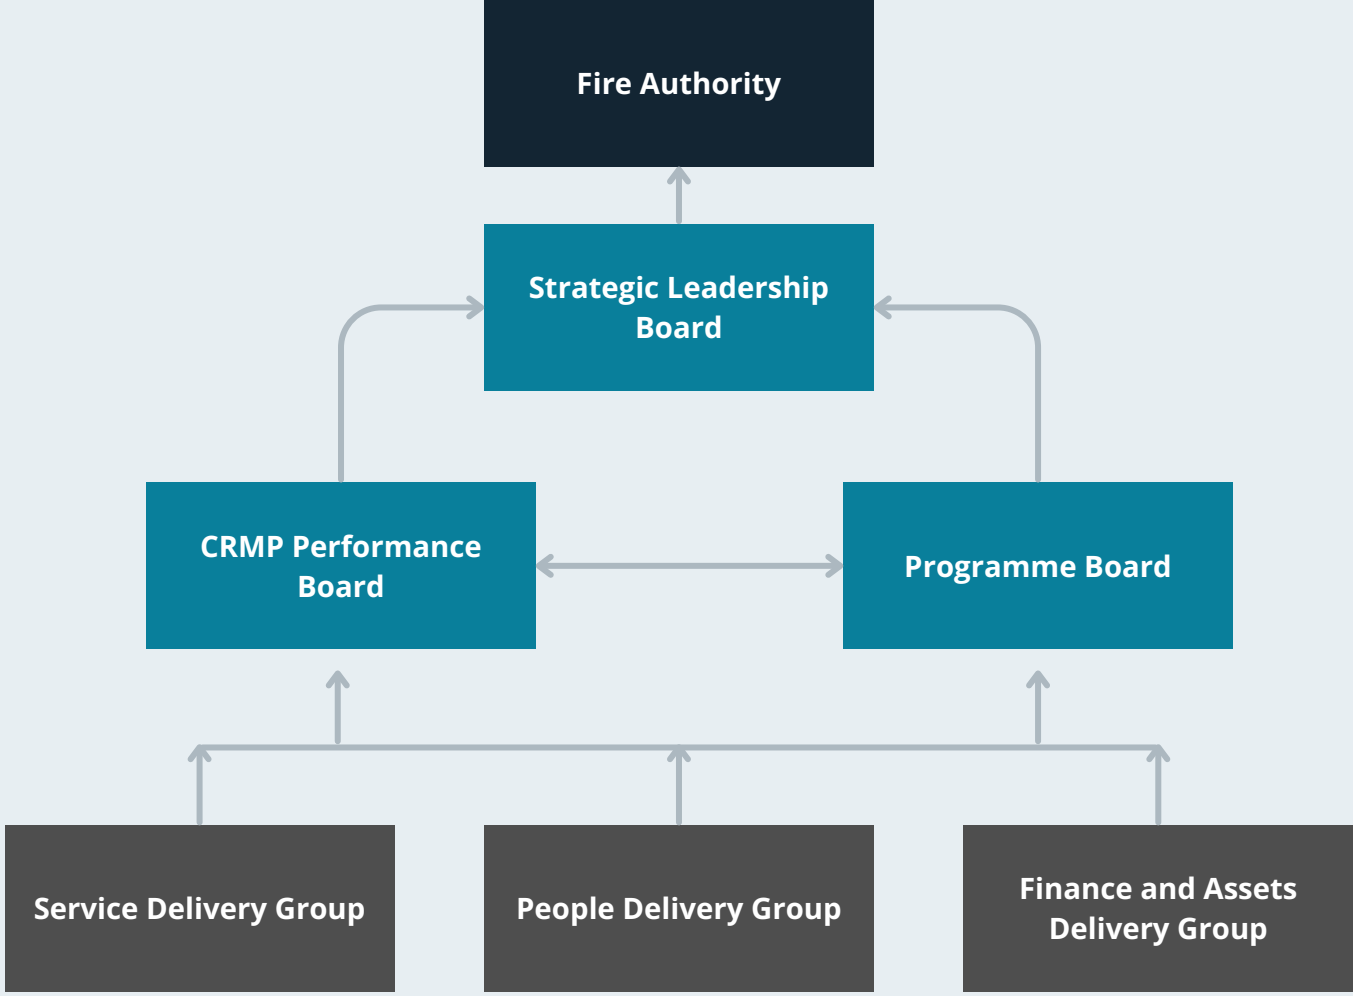 Fire Authority
Strategic Leadership
Board
CRMP Performance
Board
Programme Board
Service Delivery Group
People Delivery Group
Finance and Assets
Delivery Group